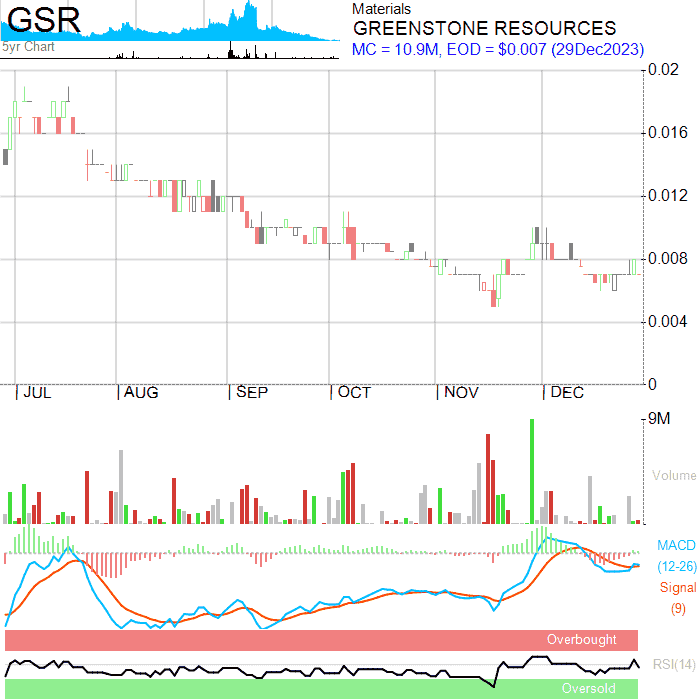 GSR
5yr Chart
Materials
GREENSTONE RESOURCES
MC = 10.9M, EOD = $0.007 (29Dec2023)
0.02
0.016
0.012
0.008
0.004
0
JUL AUG SEP OCT NOV DEC
9M
Volume
MACD
(12-26)
Signal
(9)
Overbought
RSI(14)
Oversold